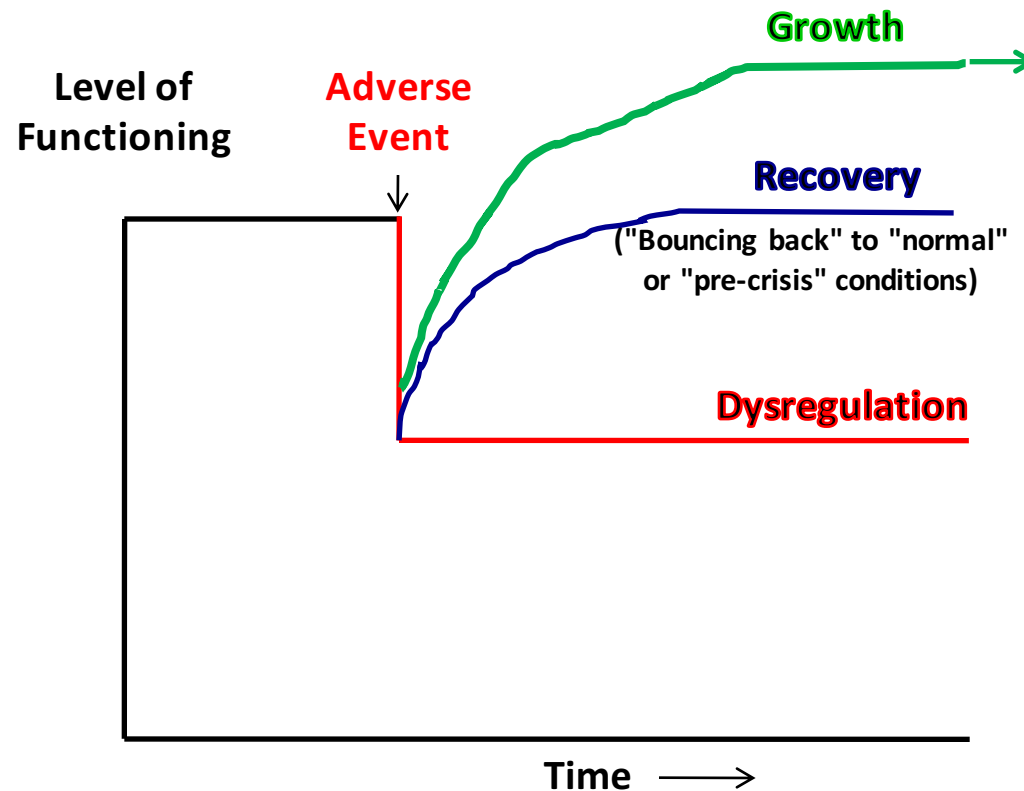 Growth
Level of
Functioning
Adverse
Event
Recovery
("Bouncing back" to "normal"
or "pre-crisis" conditions)
Dysregulation
Time